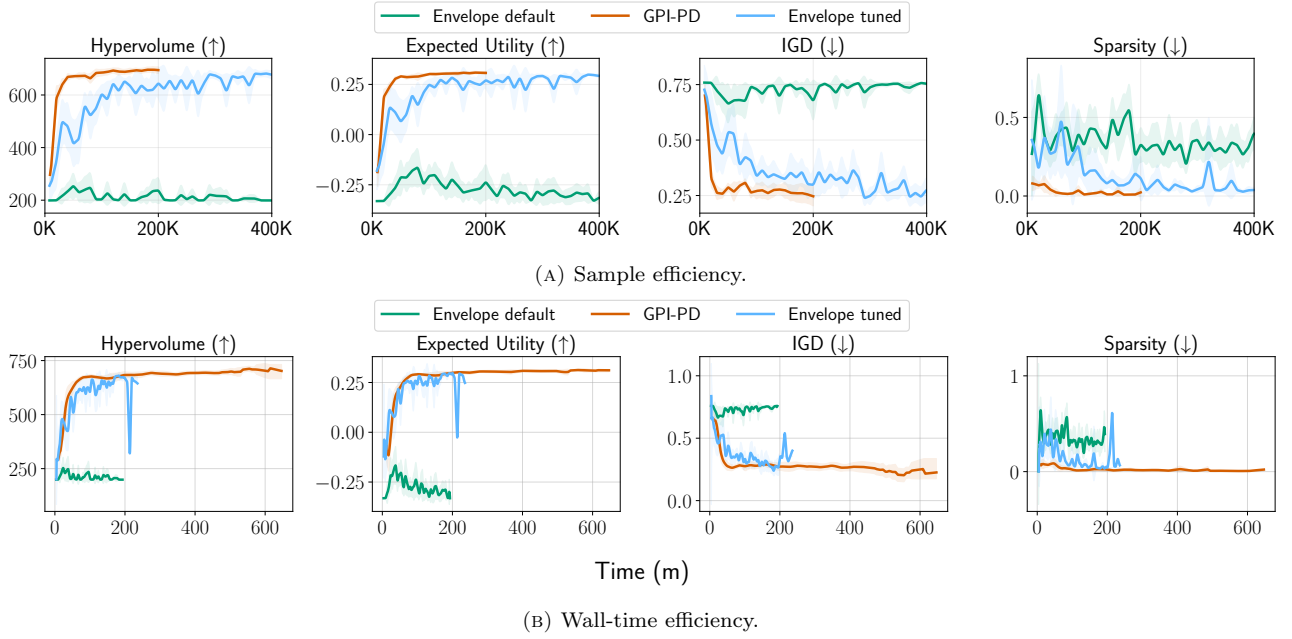 Envelope default GPI-PD Envelope tuned
Hypervolume (↑) Expected Utility (↑) IGD (↓) Sparsity (↓)
600
400
200
0K 200K 400K
0.25
0.00
−0.25
0K 200K 400K
0.75
0.50
0.25
0K 200K 400K
0.5
0.0
0K 200K 400K
(A) Sample efficiency.
Envelope default GPI-PD Envelope tuned
Hypervolume (↑) Expected Utility (↑) IGD (↓) Sparsity (↓)
750
500
250
0 200 400 600
0.25
0.00
−0.25
0 200 400 600
1.0
0.5
0.0
0 200 400 600
1
0
0 200 400 600
Time (m)
(B) Wall-time efficiency.